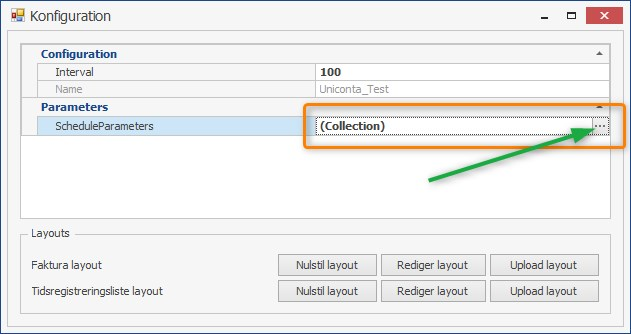 Konfiguration
Configuration
Interval 100
Name Uniconta_Test
Parameters
ScheduleParameters (Collection) ...
Layouts
Faktura layout Nulstil layout Rediger layout Upload layout
Tidsregistreringsliste layout Nulstil layout Rediger layout Upload layout